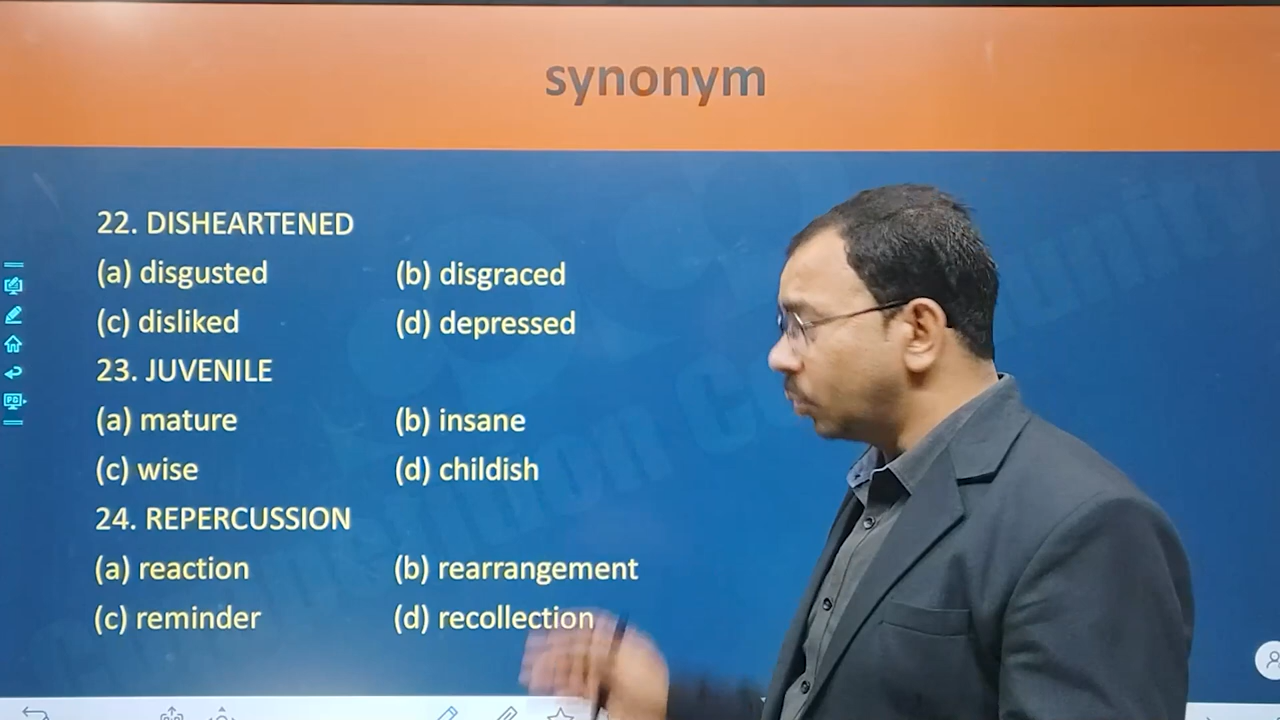 synonym
22. DISHEARTENED
(a) disgusted (b) disgraced
(c) disliked (d) depressed
23. JUVENILE
(a) mature (b) insane
(c) wise (d) childish
24. REPERCUSSION
(a) reaction (b) rearrangement
(c) reminder (d) recollection